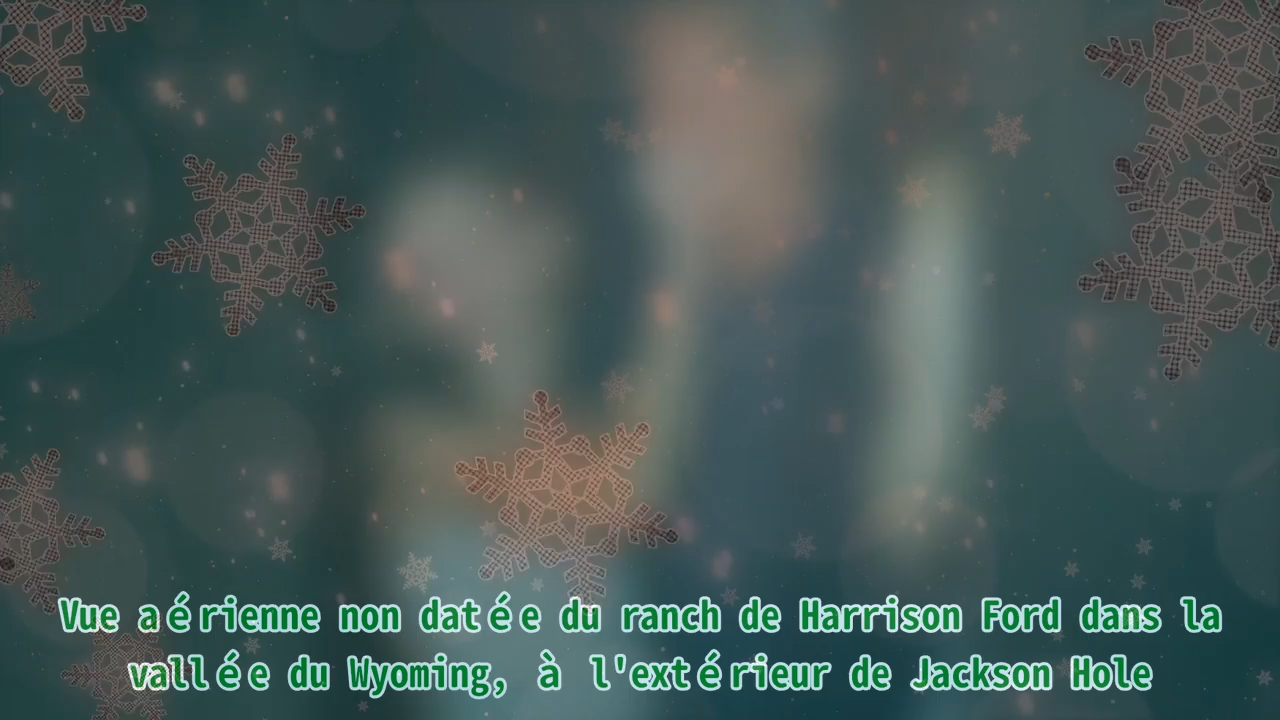 Vue aérienne non datée du ranch de Harrison Ford dans la
vallée du Wyoming, à l'extérieur de Jackson Hole